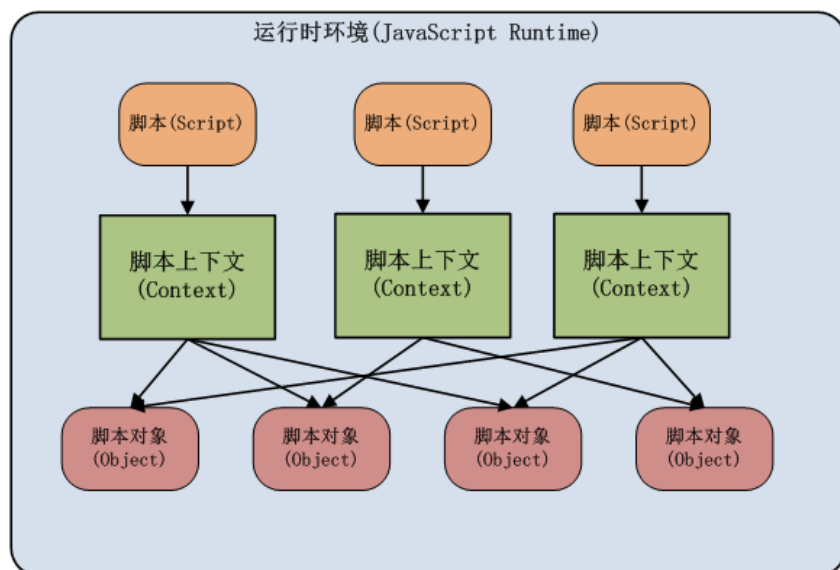 运行时环境(JavaScript Runtime)
脚本(Script)
脚本(Script)
脚本(Script)
脚本上下文
(Context)
脚本上下文
(Context)
脚本上下文
(Context)
脚本对象
(Object)
脚本对象
(Object)
脚本对象
(Object)
脚本对象
(Object)